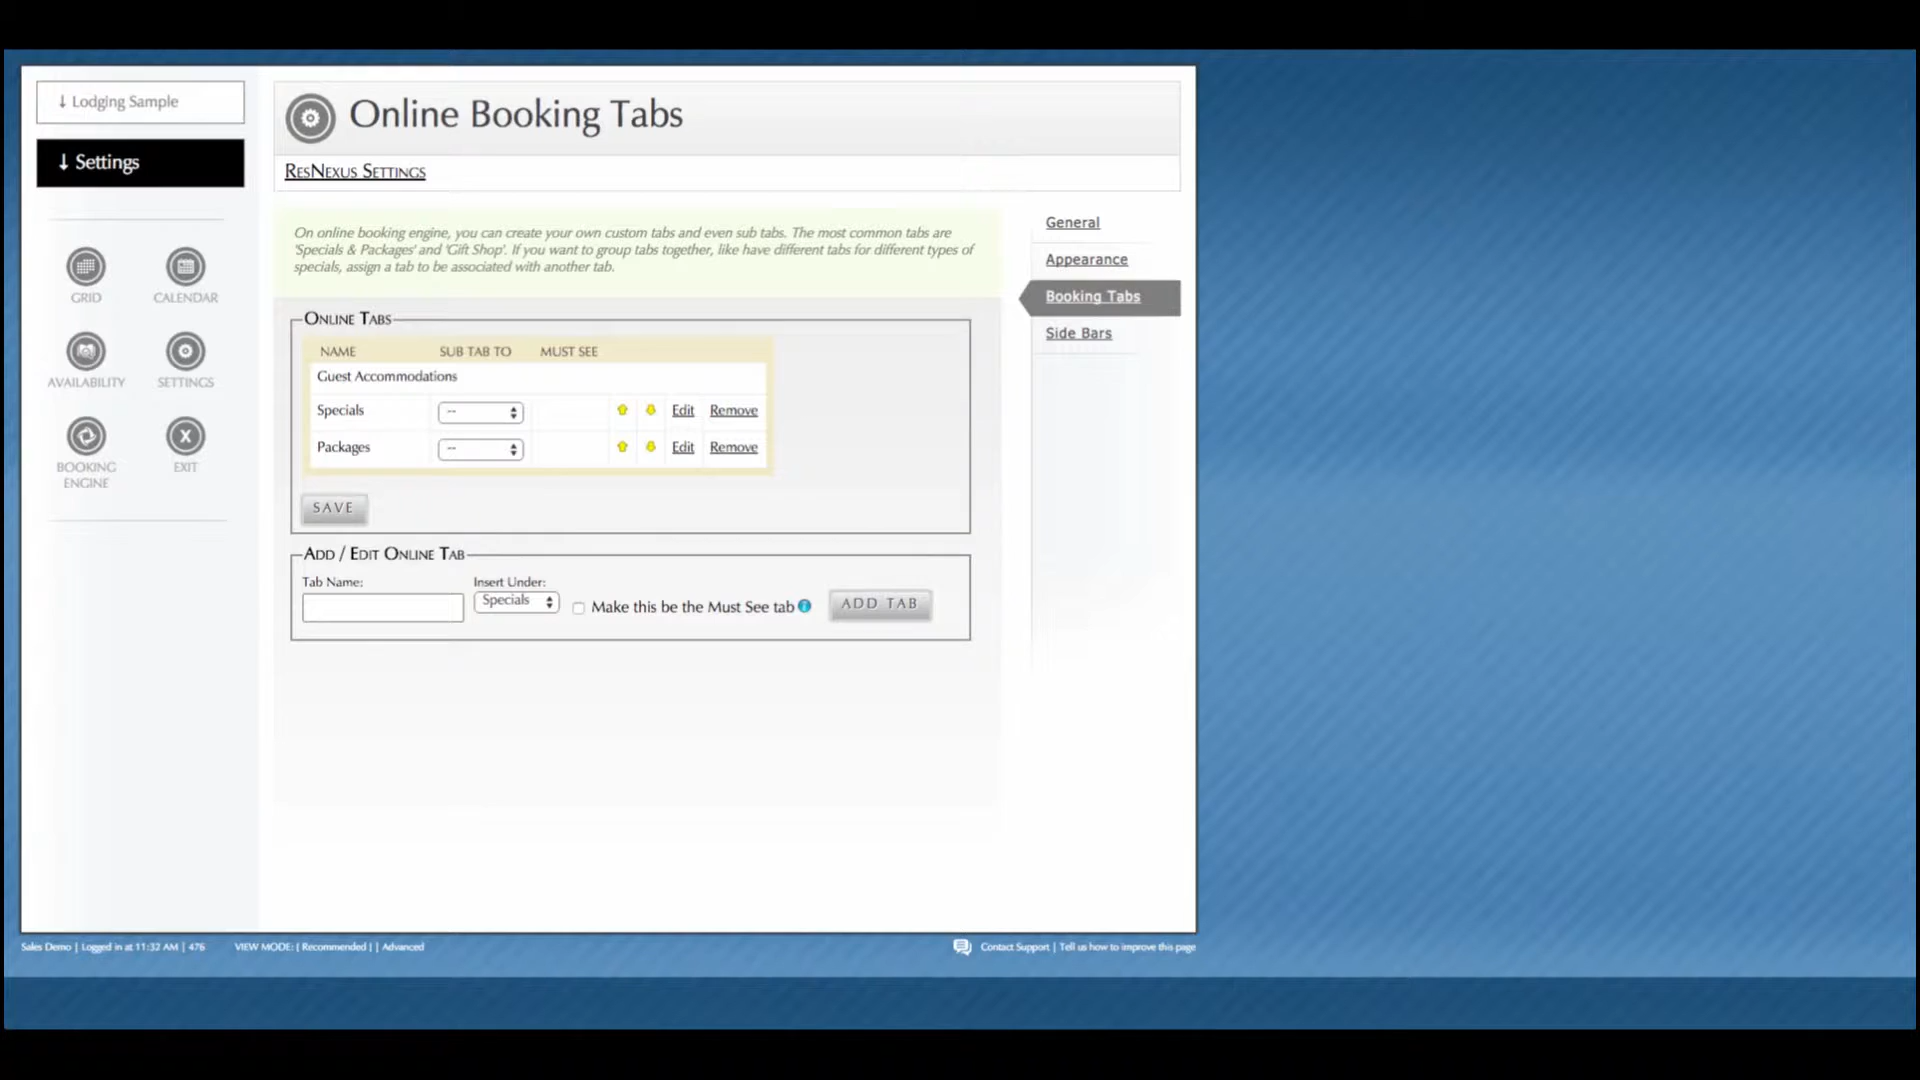 ↓ Lodging Sample
↓ Settings
GRID
CALENDAR
AVAILABILITY
SETTINGS
BOOKING
ENGINE
EXIT
X
Online Booking Tabs
ResNexus Settings
On online booking engine, you can create your own custom tabs and even sub tabs. The most common tabs are
'Specials & Packages' and 'Gift Shop'. If you want to group tabs together, like have different tabs for different types of
specials, assign a tab to be associated with another tab.
Online Tabs
NAME SUB TAB TO MUST SEE
Guest Accommodations
Specials -- Edit Remove
Packages -- Edit Remove
SAVE
Add / Edit Online Tab
Tab Name: Insert Under:
Specials Make this be the Must See tab i ADD TAB
General
Appearance
Booking Tabs
Side Bars
Sales Demo | Logged in at 11:32 AM | 476 VIEW MODE: [ Recommended ] | Advanced
Contact Support | Tell us how to improve this page